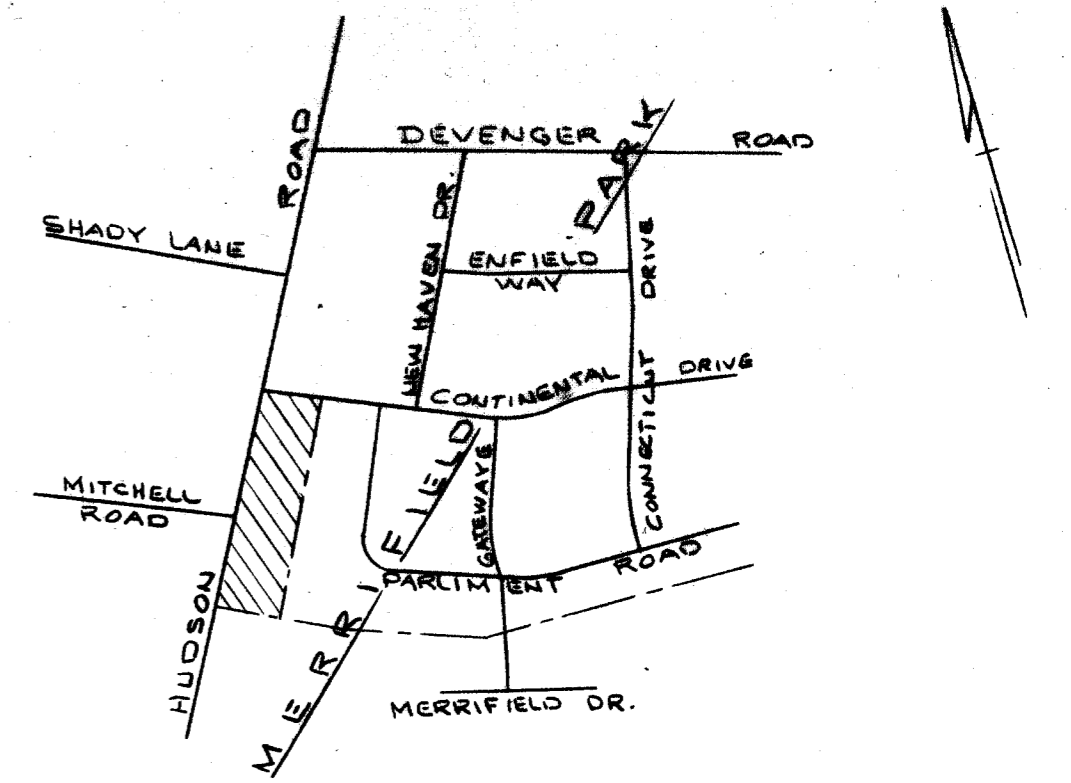 DEVENGER ROAD
HUDSON ROAD
SHADY LANE
NEW HAVEN DR.
ENFIELD
WAY
CONNECTICUT DRIVE
CONTINENTAL DRIVE
MITCHELL
ROAD
GATEWAYE
PARLIMENT ROAD
MERRIFIELD PARK
MERRIFIELD DR.